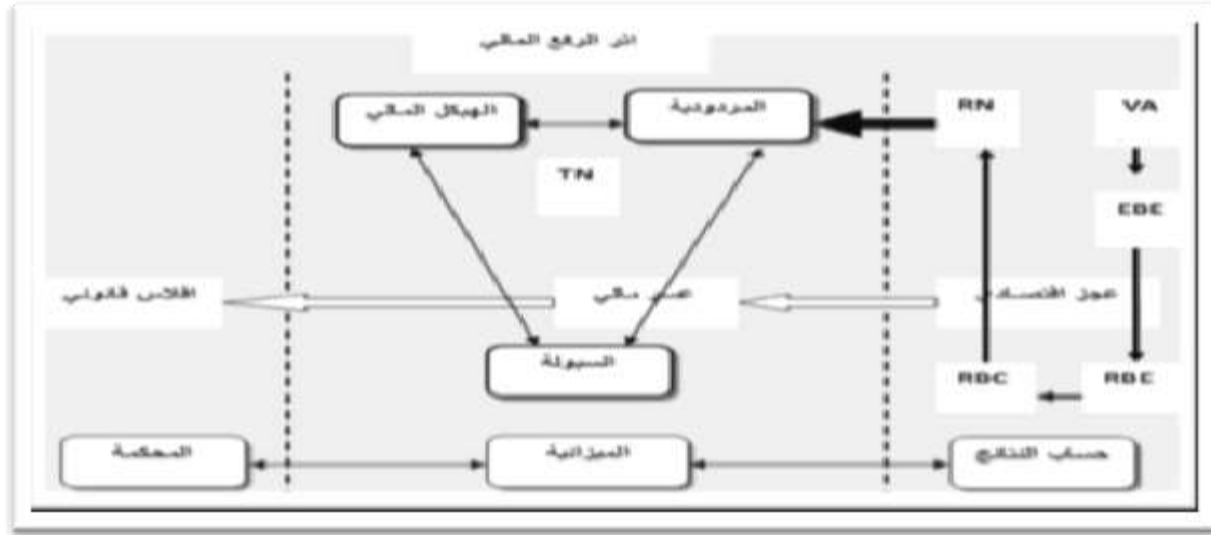 اثر الرفع المالي
الهيكل المالي
المردودية
RN
VA
TN
EBE
افلاس قانوني
مالي
عجز اقتصادي
السيولة
RBC
RBE
المحكمة
الميزانية
حساب النتائج